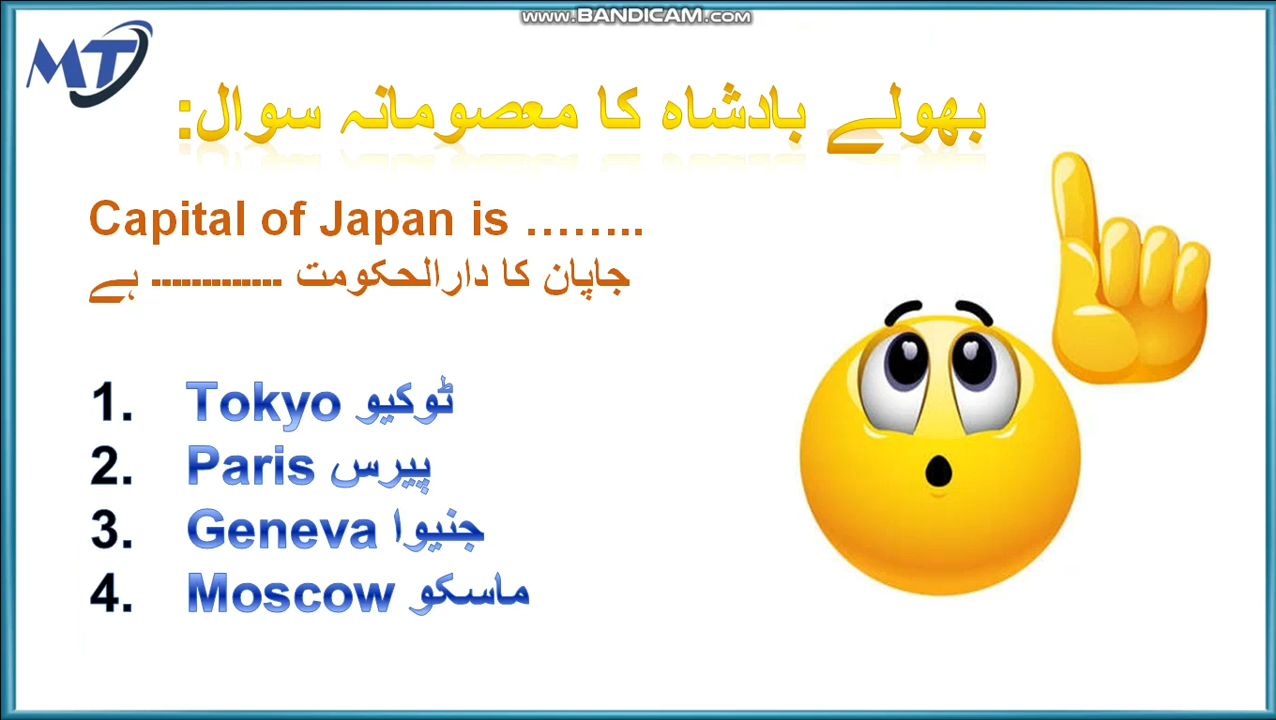 www.BANDICAM.com
MT
بھولے بادشاہ کا معصومانہ سوال:
Capital of Japan is ……..
جاپان کا دارالحکومت ............. ہے
1. Tokyo ٹوکیو
2. Paris پیرس
3. Geneva جنیوا
4. Moscow ماسکو